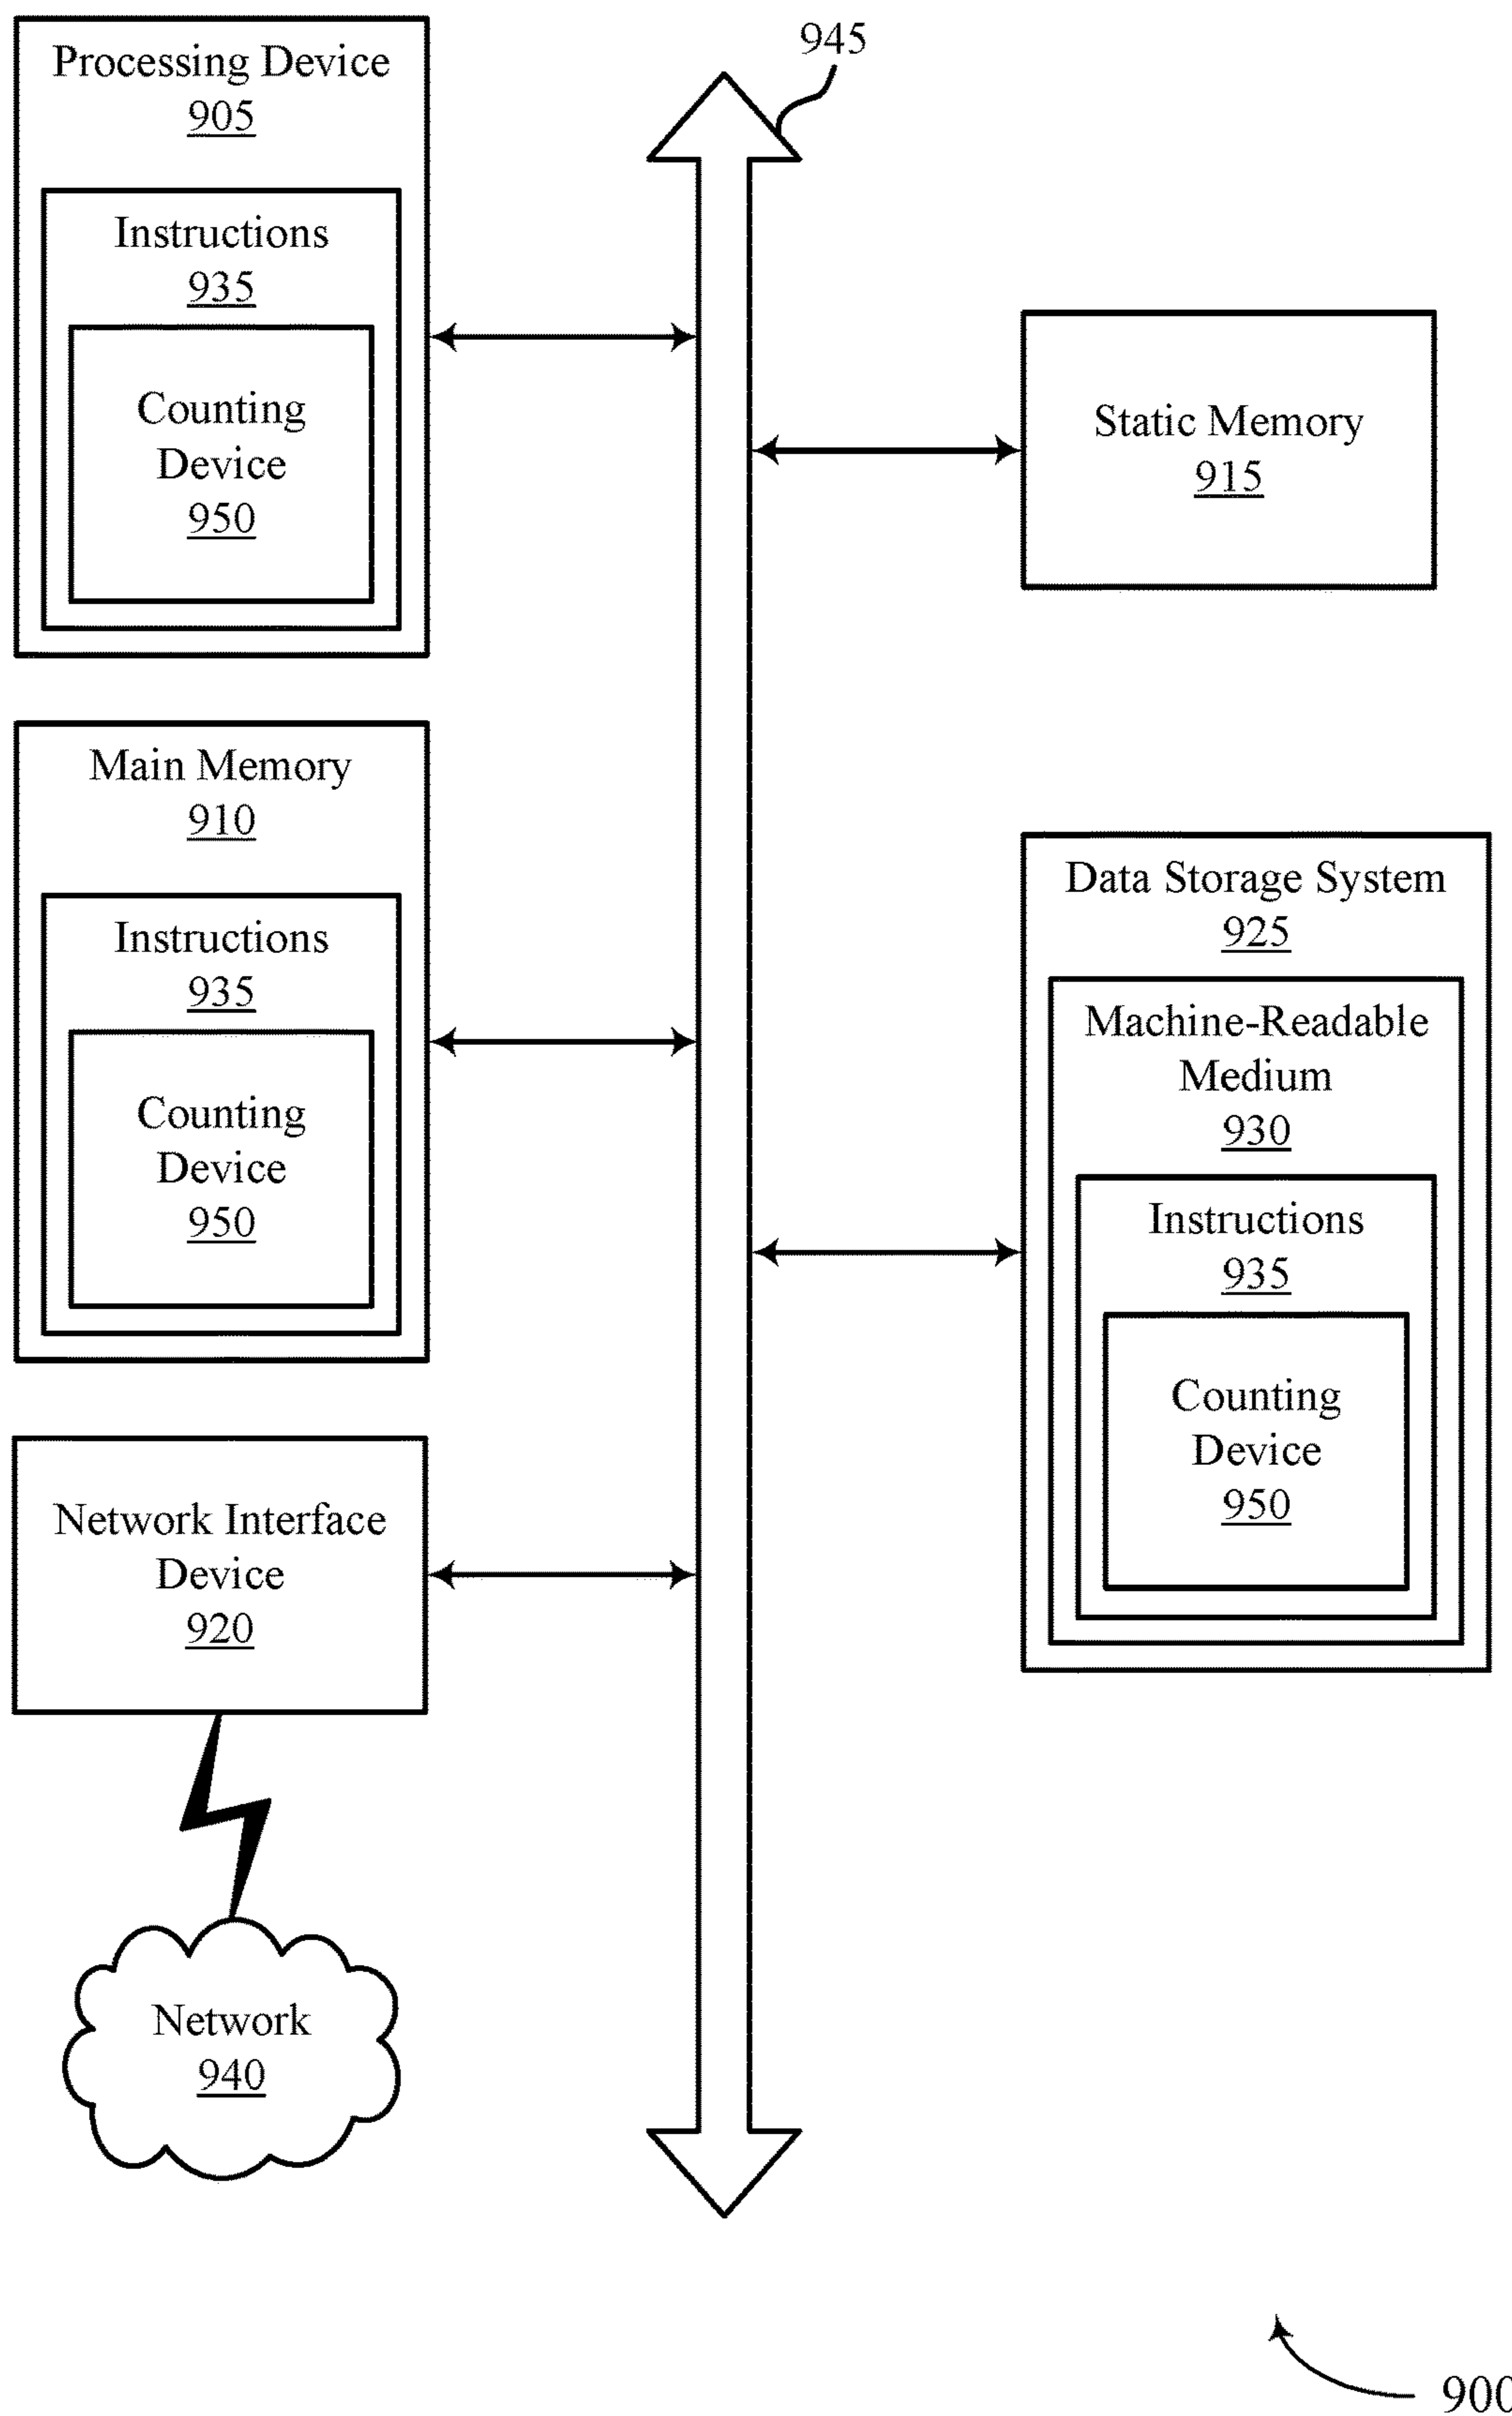 945
Processing Device
905
Instructions
935
Counting
Device
950
Static Memory
915
Main Memory
910
Instructions
935
Counting
Device
950
Data Storage System
925
Machine-Readable
Medium
930
Instructions
935
Counting
Device
950
Network Interface
Device
920
Network
940
900